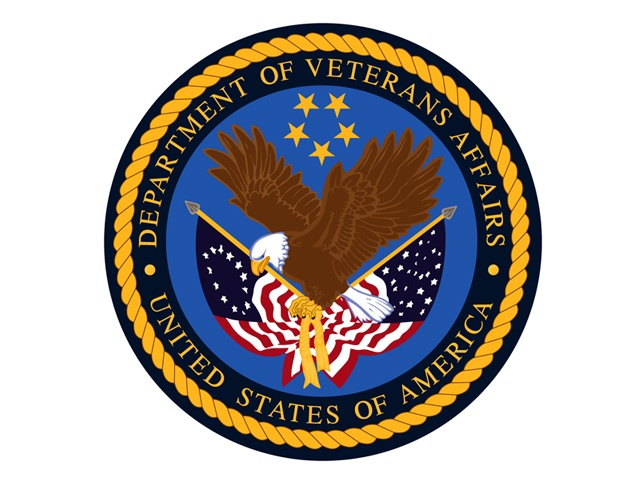 DEPARTMENT OF VETERANS AFFAIRS
UNITED STATES OF AMERICA